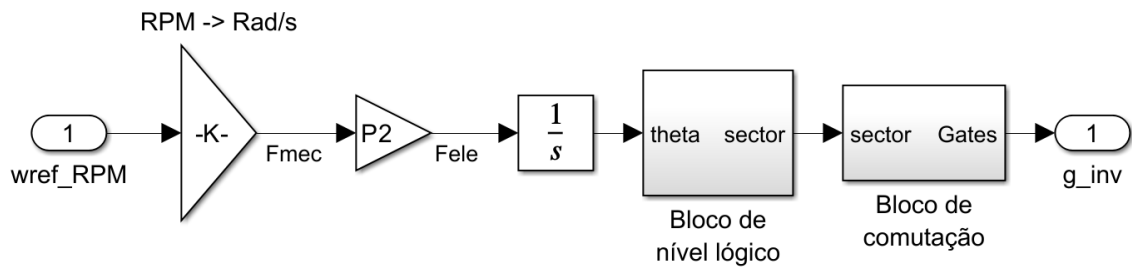 RPM -> Rad/s
1
wref_RPM
-K-
Fmec
P2
Fele
1
s
theta sector
Bloco de
nível lógico
sector Gates
Bloco de
comutação
1
g_inv